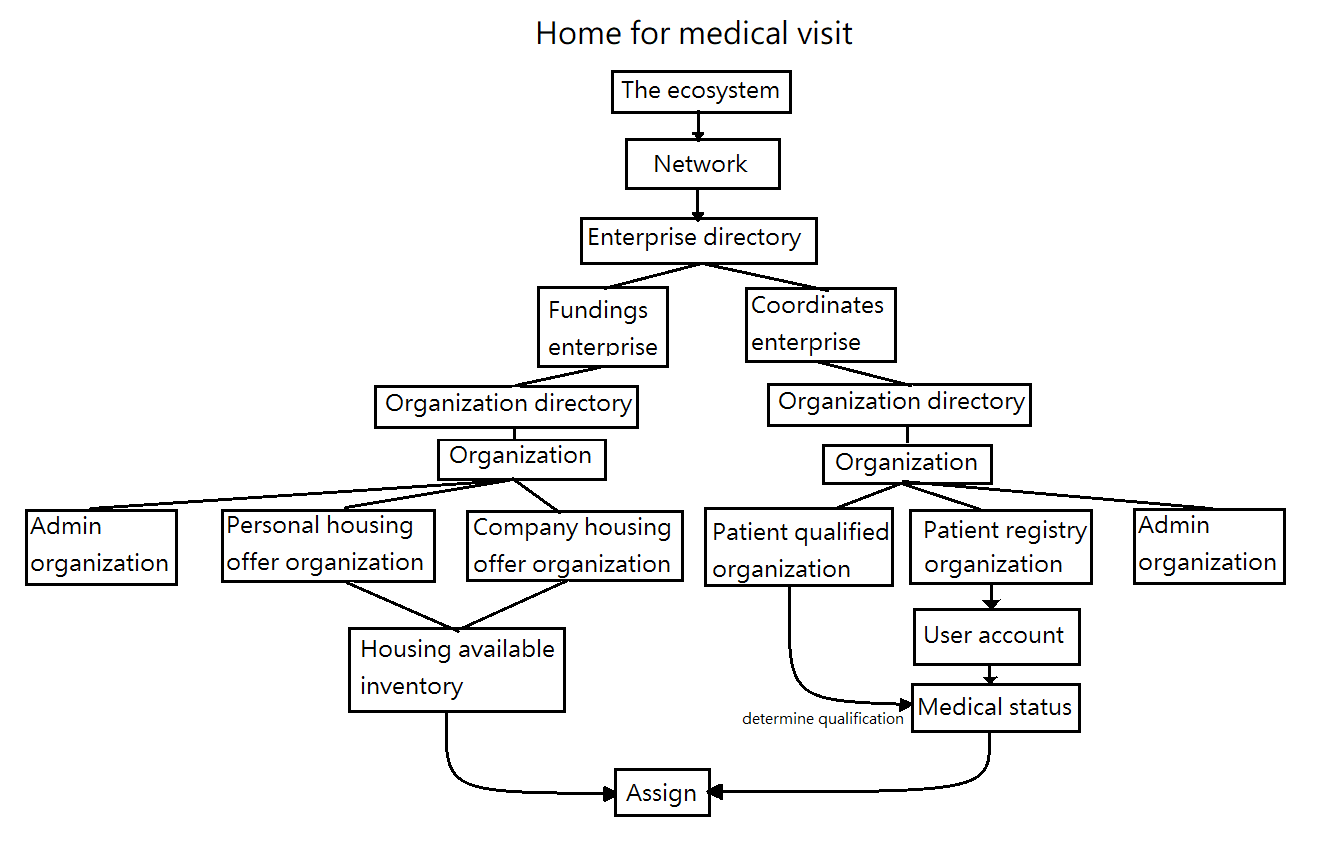 Home for medical visit
The ecosystem
Network
Enterprise directory
Fundings
enterprise
Coordinates
enterprise
Organization directory
Organization directory
Organization
Organization
Admin
organization
Personal housing
offer organization
Company housing
offer organization
Patient qualified
organization
Patient registry
organization
Admin
organization
User account
Housing available
inventory
Medical status
determine qualification
Assign